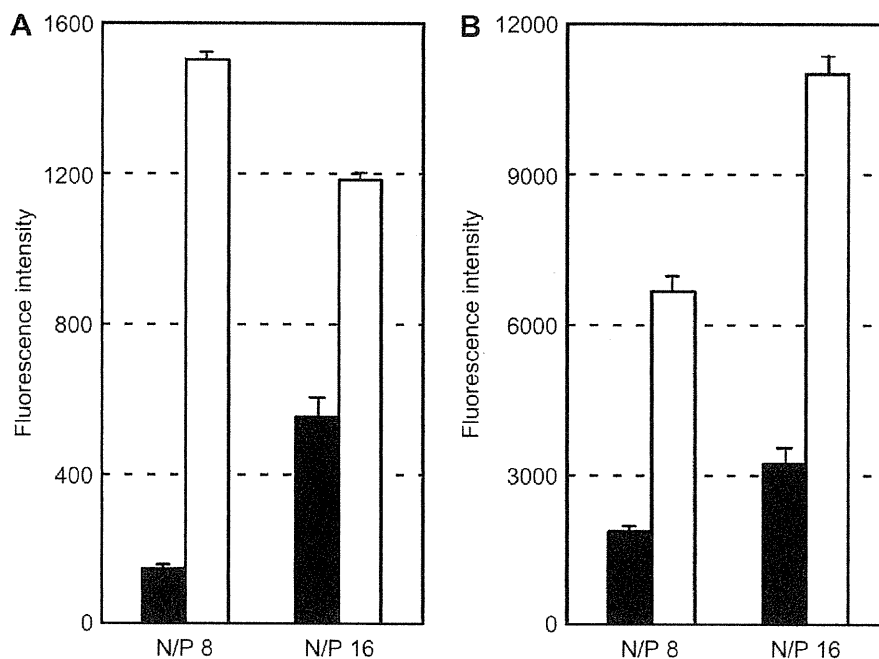 A
Fluorescence intensity
1600
1200
800
400
0
N/P 8
N/P 16
B
Fluorescence intensity
12000
9000
6000
3000
0
N/P 8
N/P 16